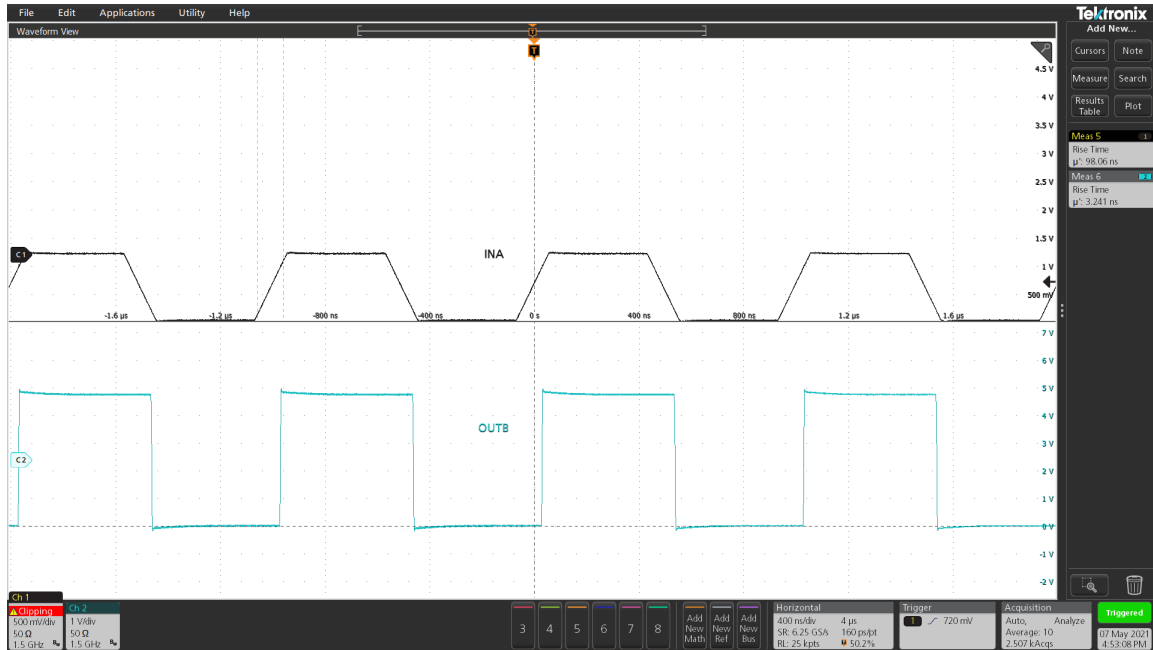 File Edit Applications Utility Help
Tektronix
Waveform View
Add New...
T
T
Cursors Note
Measure Search
Results Table Plot
4.5 V
4 V
3.5 V
3 V
2.5 V
2 V
1.5 V
1 V
500 mV
Meas 5 1
Rise Time
µ': 98.06 ns
Meas 6 2
Rise Time
µ': 3.241 ns
C1
INA
-1.6 µs -1.2 µs -800 ns -400 ns 0 s 400 ns 800 ns 1.2 µs 1.6 µs
7 V
6 V
5 V
4 V
3 V
2 V
1 V
0 V
-1 V
-2 V
OUTB
C2
Ch 1
Clipping
500 mV/div
50 Ω
1.5 GHz Bw
Ch 2
1 V/div
50 Ω
1.5 GHz Bw
3 4 5 6 7 8
Add New Math
Add New Ref
Add New Bus
Horizontal
400 ns/div 4 µs
SR: 6.25 GS/s 160 ps/pt
RL: 25 kpts 50.2%
Trigger
1 720 mV
Acquisition
Auto, Analyze
Average: 10
2.507 kAcqs
Triggered
07 May 2021
4:53:08 PM